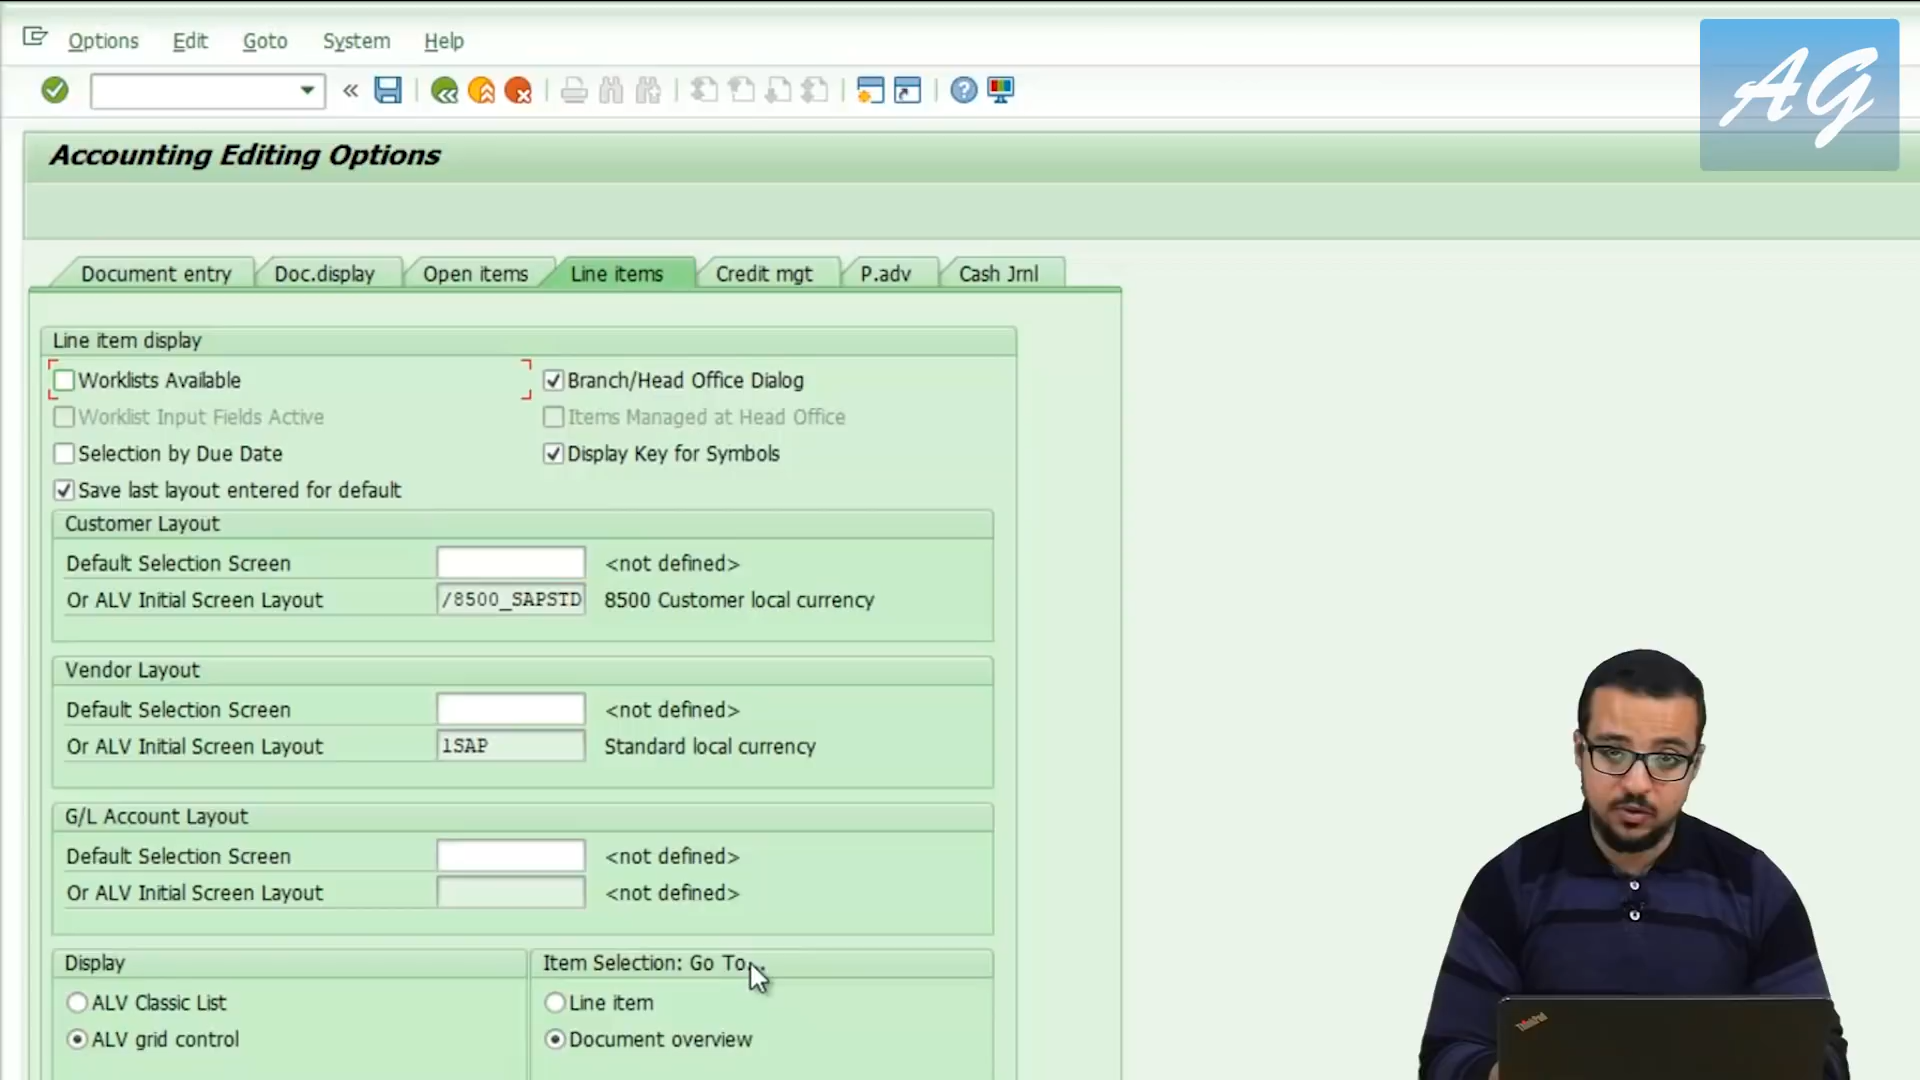 Options Edit Goto System Help
AG
Accounting Editing Options
Document entry Doc.display Open items Line items Credit mgt P.adv Cash Jrnl
Line item display
Worklists Available Branch/Head Office Dialog
Worklist Input Fields Active Items Managed at Head Office
Selection by Due Date Display Key for Symbols
Save last layout entered for default
Customer Layout
Default Selection Screen <not defined>
Or ALV Initial Screen Layout /8500_SAPSTD 8500 Customer local currency
Vendor Layout
Default Selection Screen <not defined>
Or ALV Initial Screen Layout 1SAP Standard local currency
G/L Account Layout
Default Selection Screen <not defined>
Or ALV Initial Screen Layout <not defined>
Display Item Selection: Go To...
ALV Classic List Line item
ALV grid control Document overview
ThinkPad